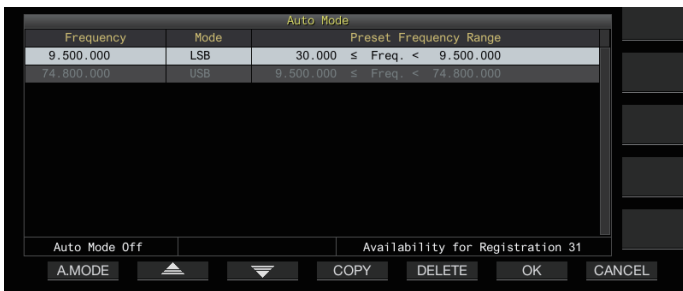 Auto Mode
Frequency Mode Preset Frequency Range
9.500.000 LSB 30.000 ≤ Freq. < 9.500.000
74.800.000 USB 9.500.000 ≤ Freq. < 74.800.000
Auto Mode Off Availability for Registration 31
A.MODE COPY DELETE OK CANCEL